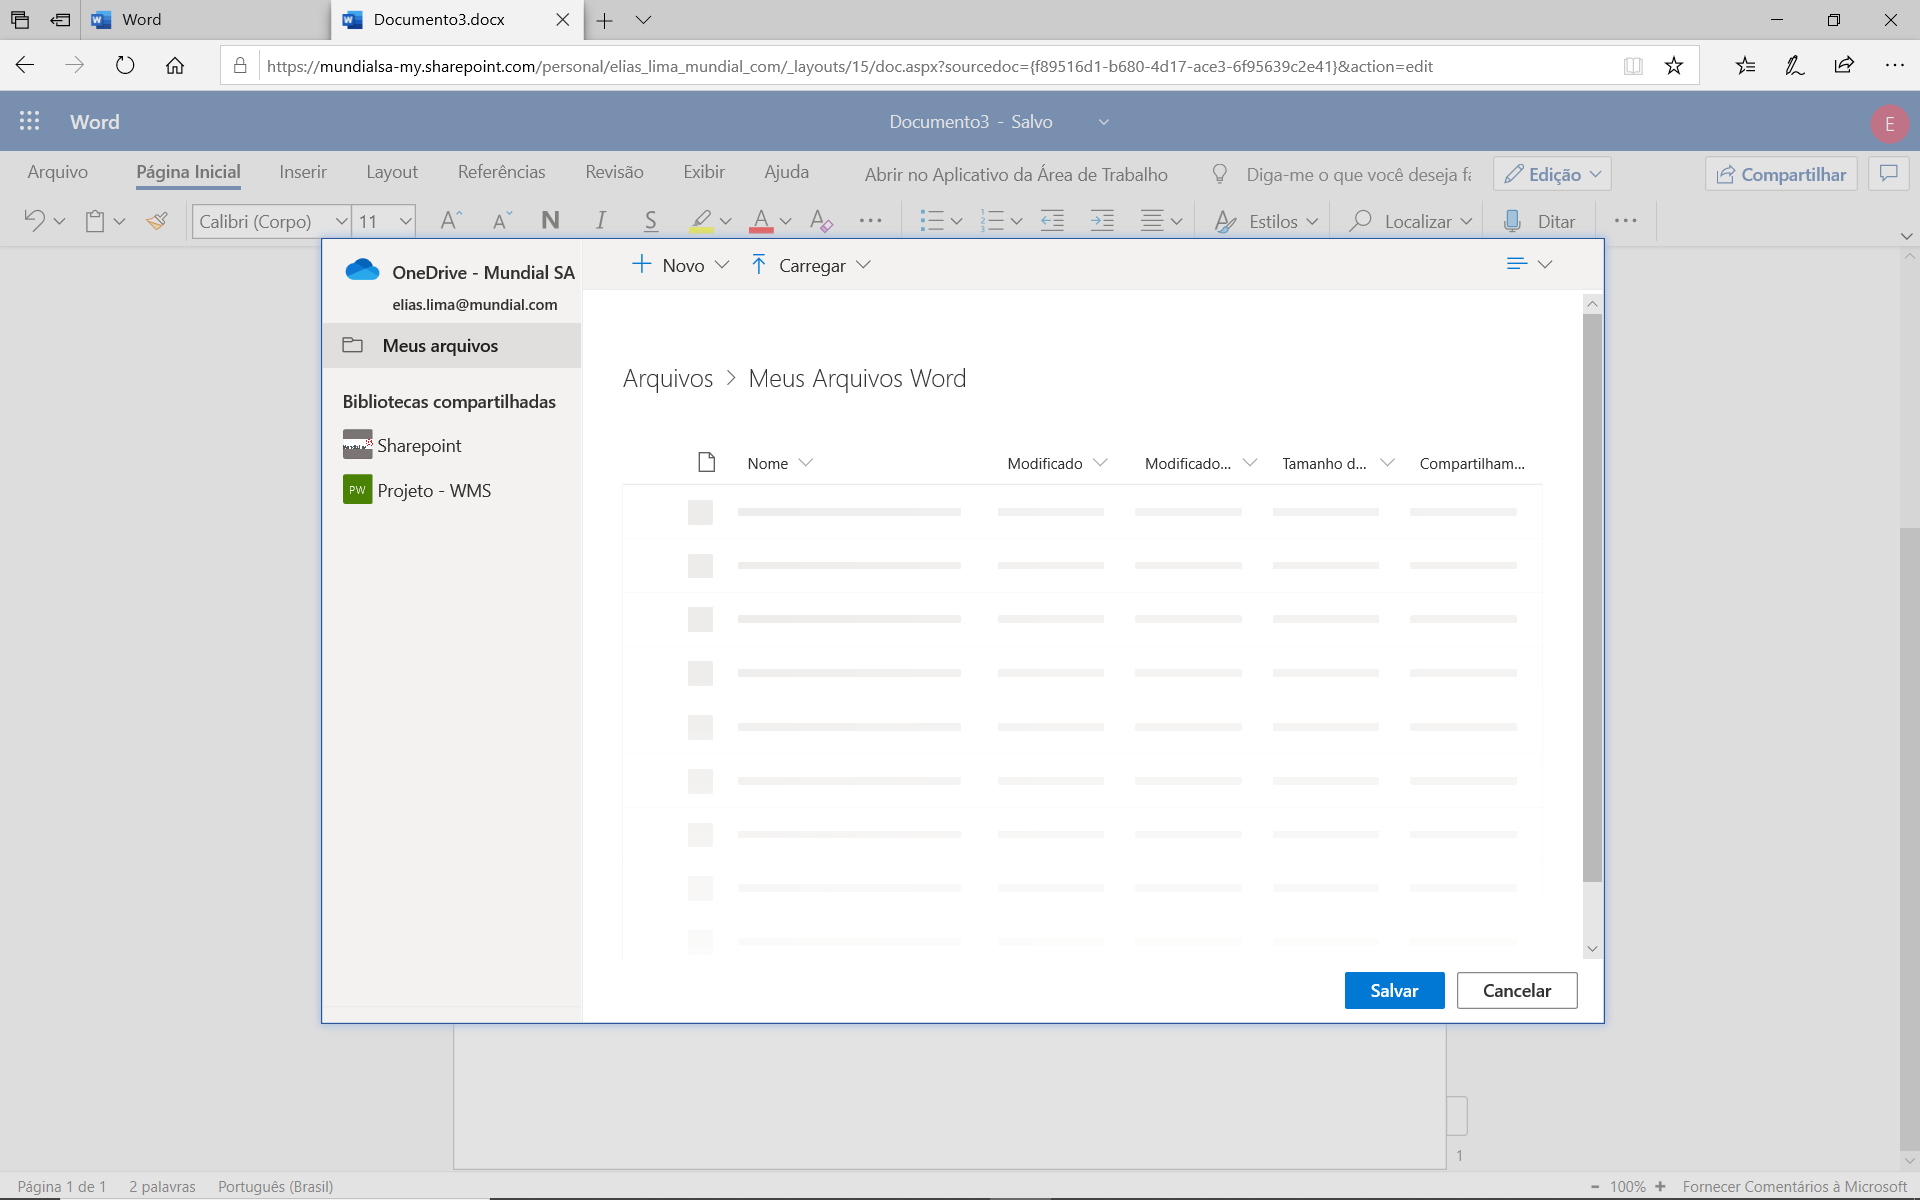 Word
Documento3.docx
https://mundialsa-my.sharepoint.com/personal/elias_lima_mundial_com/_layouts/15/doc.aspx?sourcedoc={f89516d1-b680-4d17-ace3-6f95639c2e41}&action=edit
Word
Documento3 - Salvo
E
Arquivo
Página Inicial
Inserir
Layout
Referências
Revisão
Exibir
Ajuda
Abrir no Aplicativo da Área de Trabalho
Diga-me o que você deseja fa
Edição
Compartilhar
Calibri (Corpo)
11
A
A
N
I
S
A
A
Estilos
Localizar
Ditar
OneDrive - Mundial SA
elias.lima@mundial.com
Meus arquivos
Bibliotecas compartilhadas
Sharepoint
PW Projeto - WMS
Novo
Carregar
Arquivos > Meus Arquivos Word
Nome
Modificado
Modificado...
Tamanho d...
Compartilham...
Salvar
Cancelar
1
Página 1 de 1
2 palavras
Português (Brasil)
- 100% +
Fornecer Comentários à Microsoft